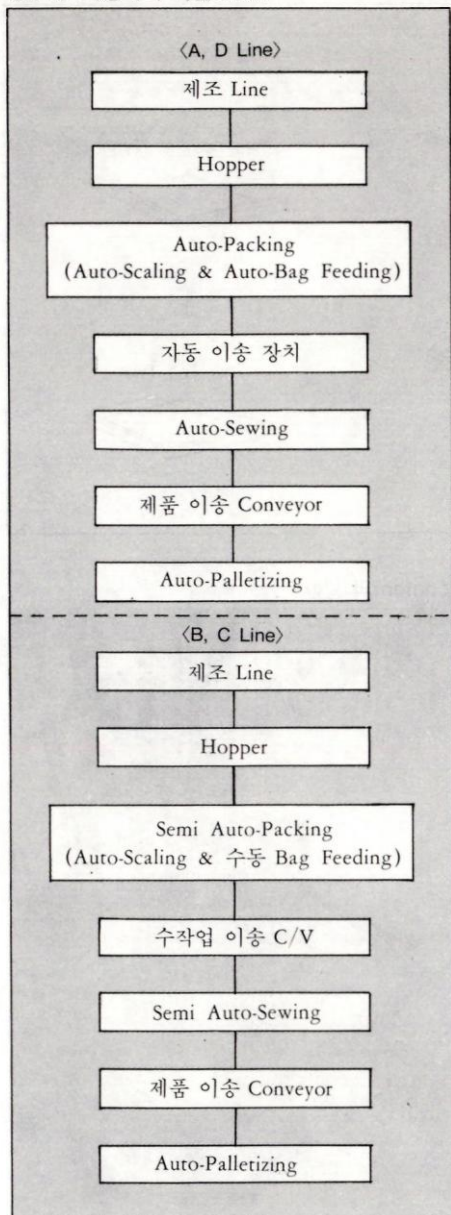 〈A, D Line〉
제조 Line
Hopper
Auto-Packing
(Auto-Scaling & Auto-Bag Feeding)
자동 이송 장치
Auto-Sewing
제품 이송 Conveyor
Auto-Palletizing
〈B, C Line〉
제조 Line
Hopper
Semi Auto-Packing
(Auto-Scaling & 수동 Bag Feeding)
수작업 이송 C/V
Semi Auto-Sewing
제품 이송 Conveyor
Auto-Palletizing